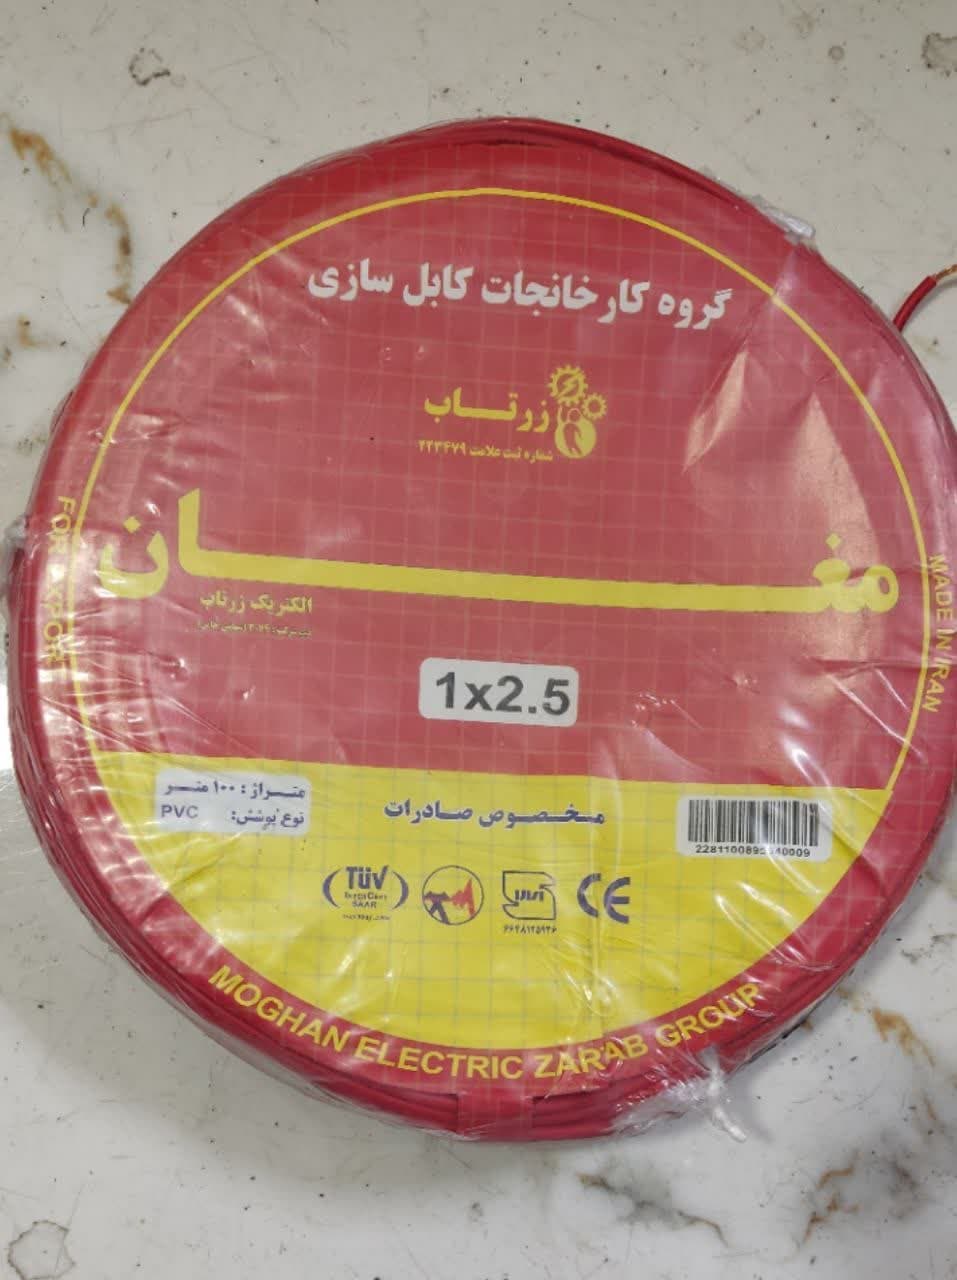 گروه کارخانجات کابل سازی
زرتاب
شماره ثبت علامت ۲۲۳۴۷۹
مغان
الکتریک زرتاب
FOR EXPORT
MADE IN IRAN
1x2.5
متراژ: ۱۰۰ متر
نوع پوشش: PVC
مخصوص صادرات
TÜV
SAAR
CE
MOGHAN ELECTRIC ZARAB GROUP